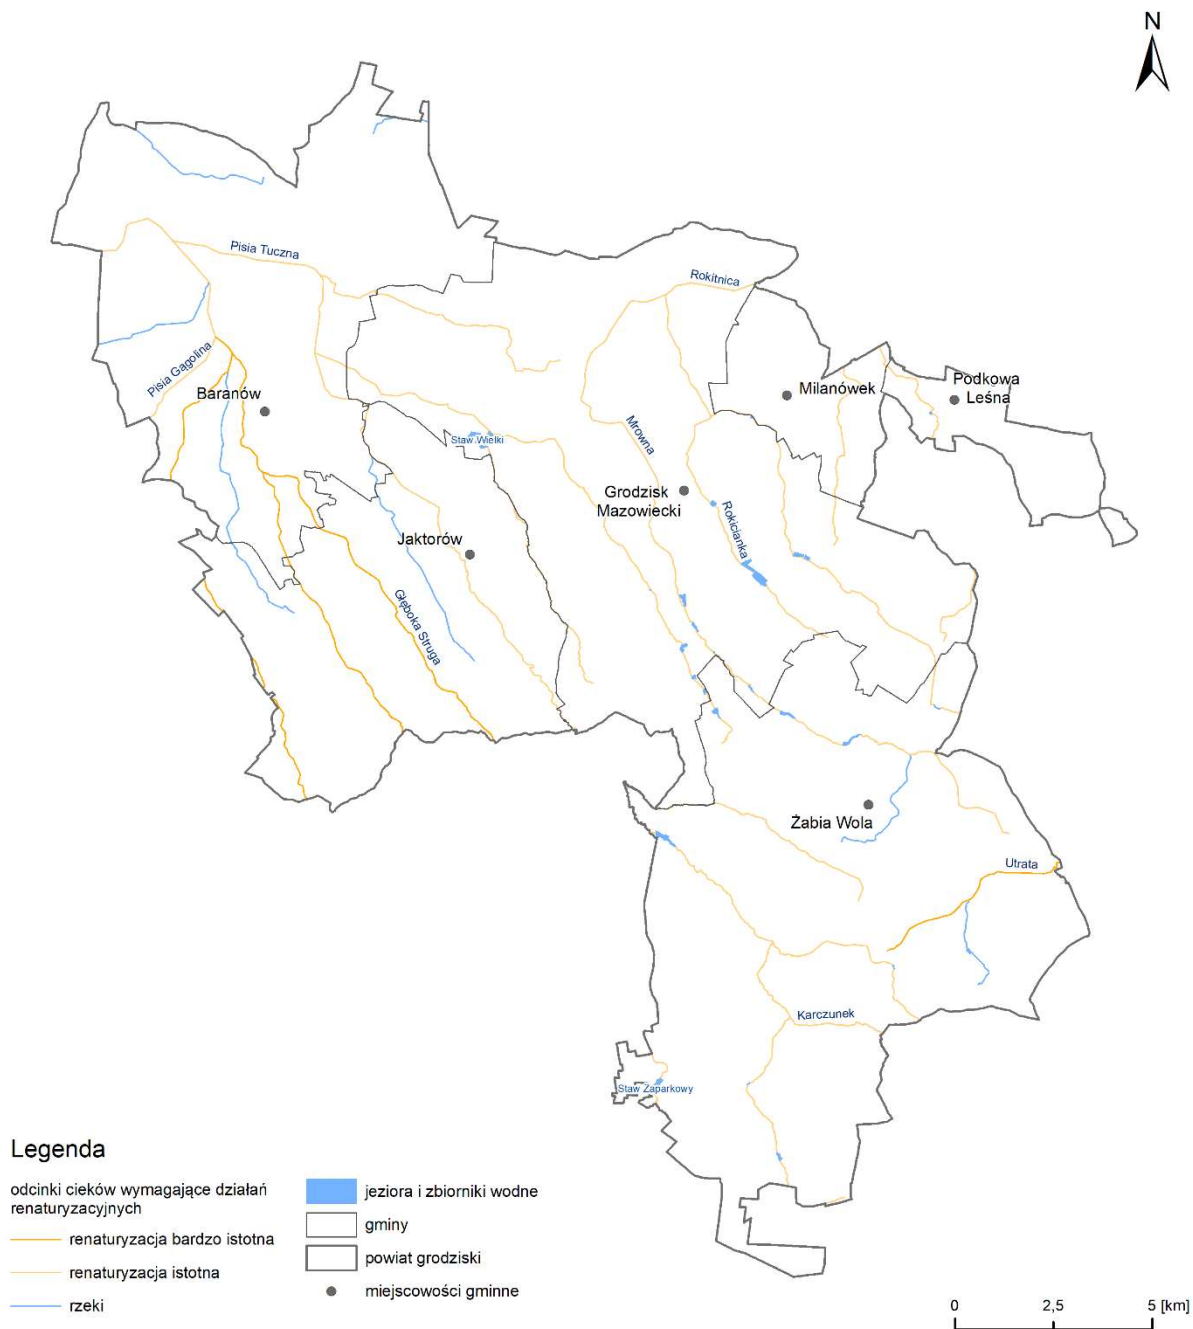 N
Pisia Tuczna
Rokitnica
Pisia Gągolina
Baranów
Milanówek
Podkowa
Leśna
Staw Wielki
Mrowna
Grodzisk
Mazowiecki
Rokicianka
Jaktorów
Głęboka Struga
Żabia Wola
Utrata
Karczunek
Staw Zaparkowy
Legenda
odcinki cieków wymagające działań
renaturyzacyjnych
renaturyzacja bardzo istotna
renaturyzacja istotna
rzeki
jeziora i zbiorniki wodne
gminy
powiat grodziski
miejscowości gminne
0 2,5 5 [km]